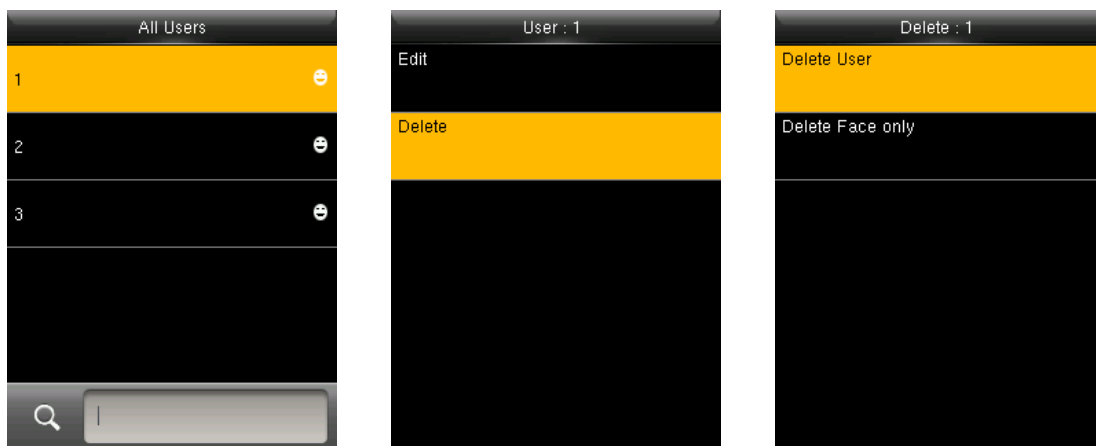 All Users
1
2
3
User : 1
Edit
Delete
Delete : 1
Delete User
Delete Face only